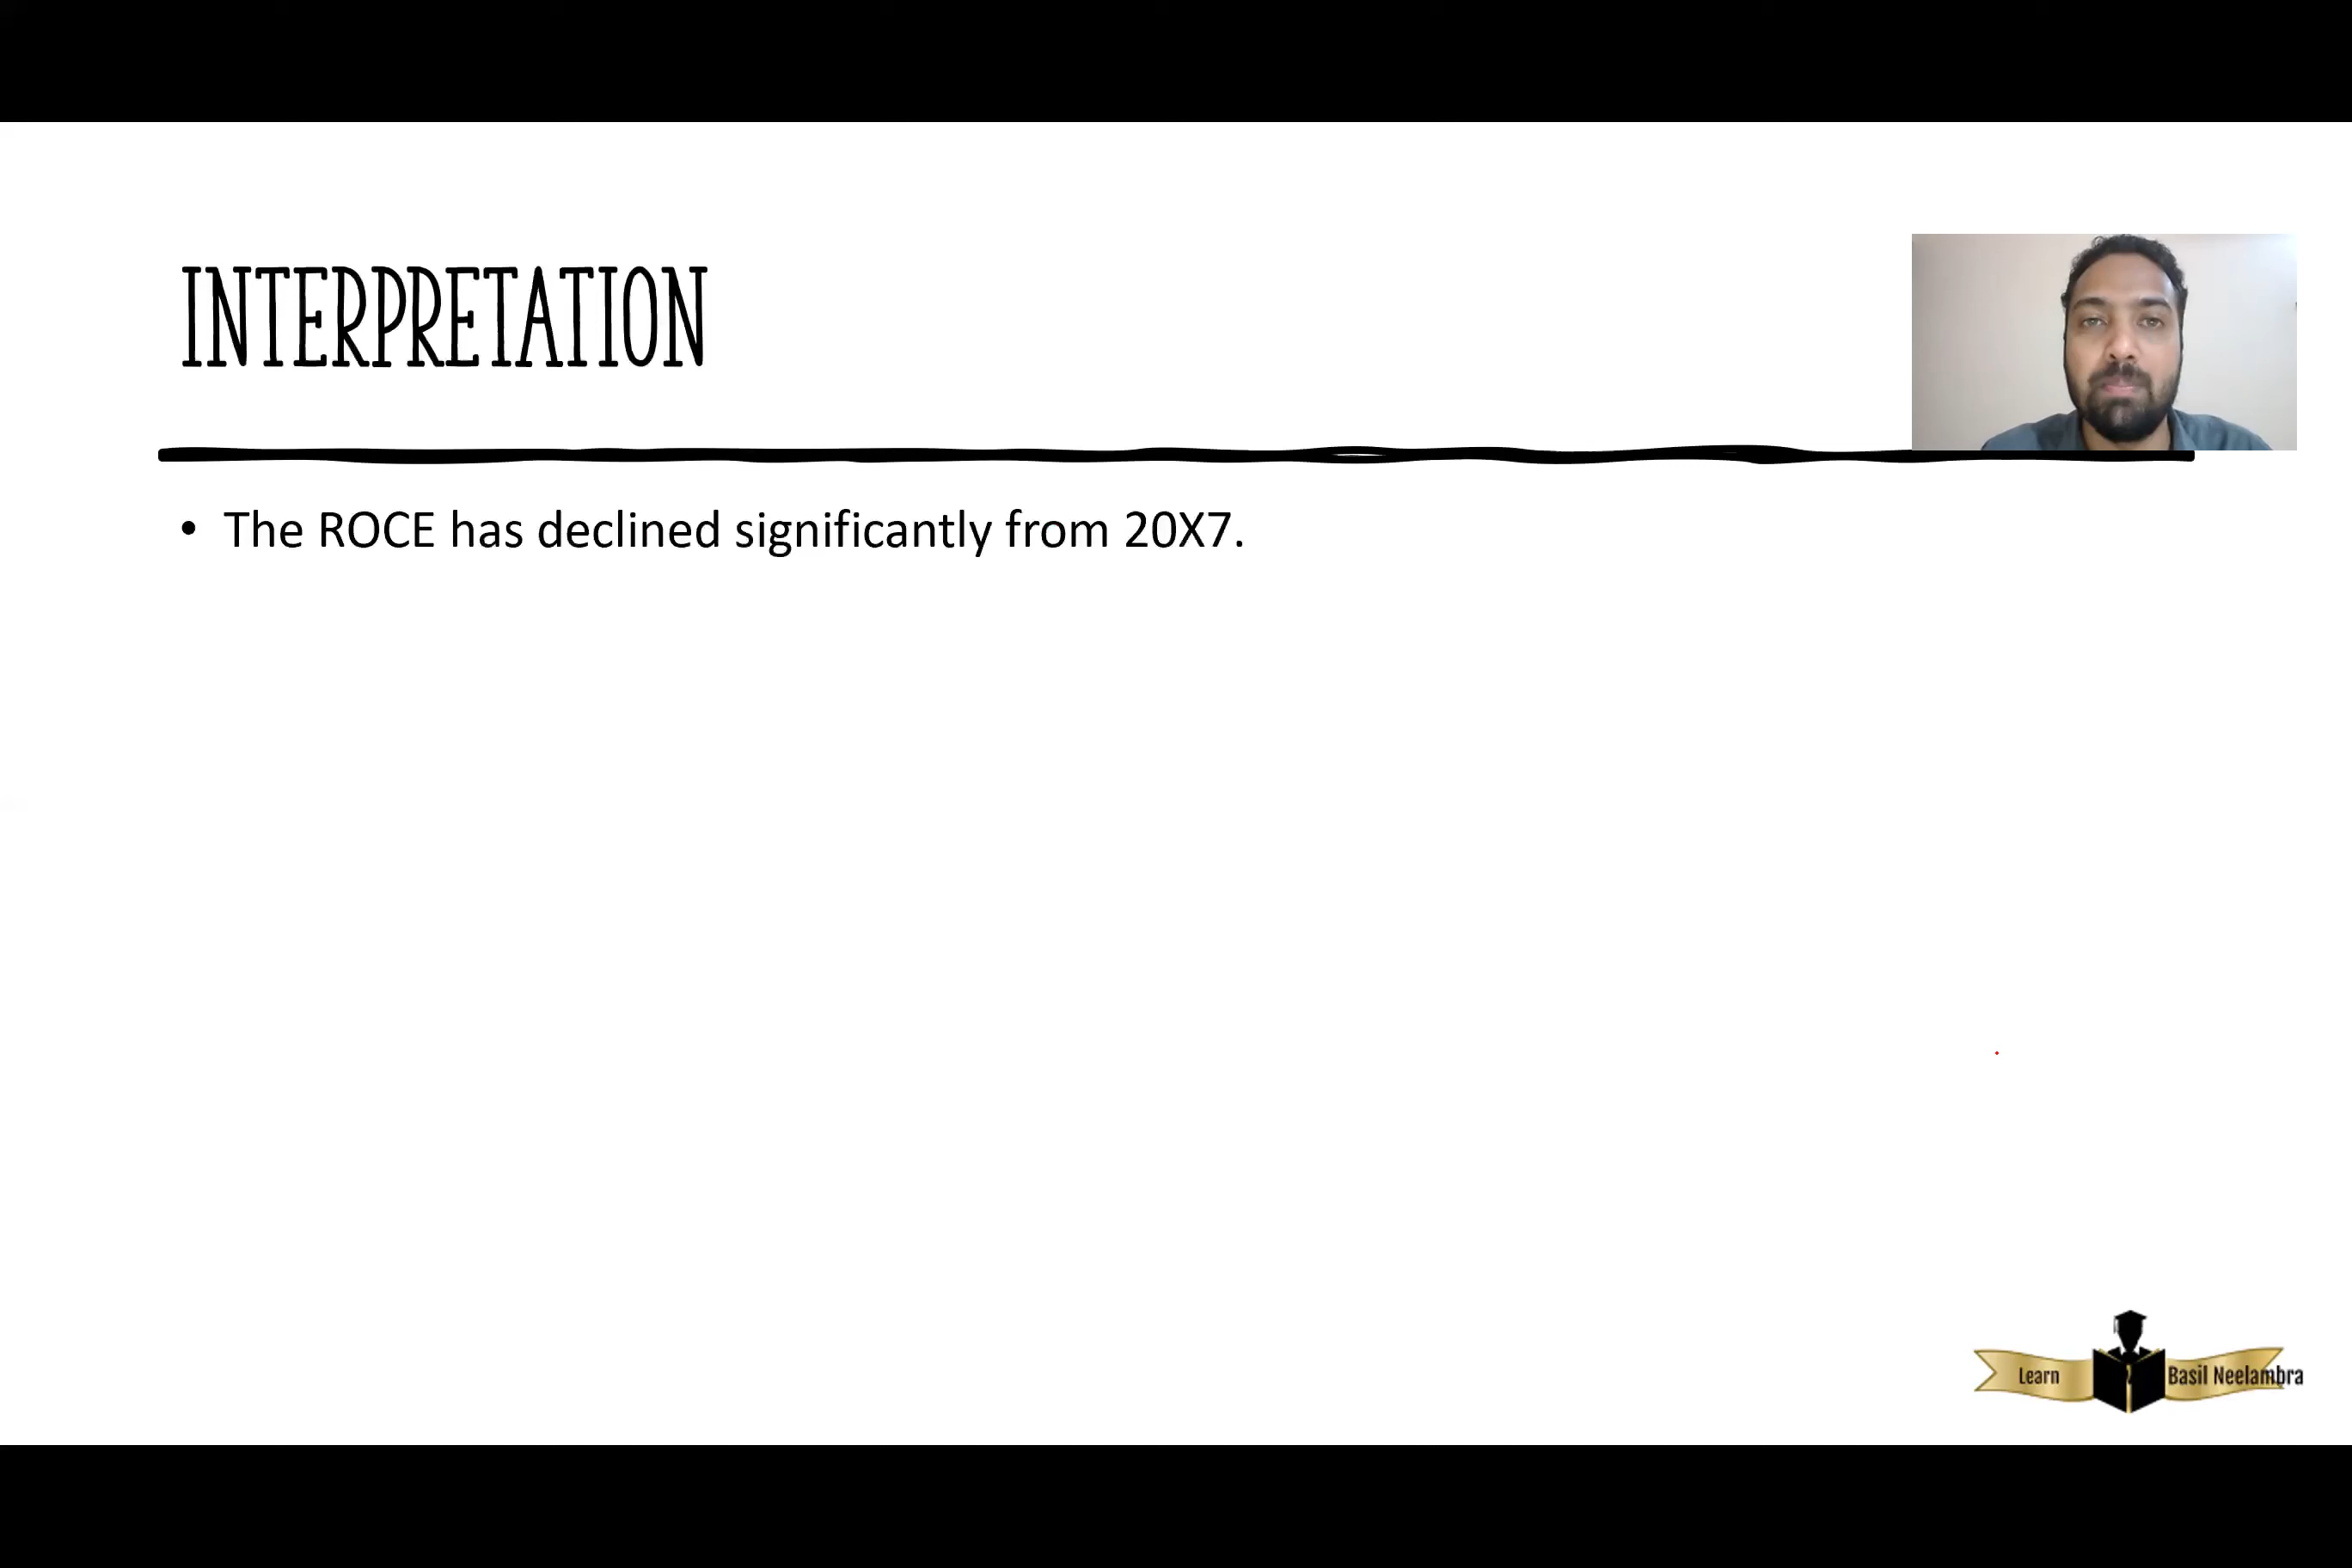 INTERPRETATION
• The ROCE has declined significantly from 20X7.
Learn Basil Neelambra